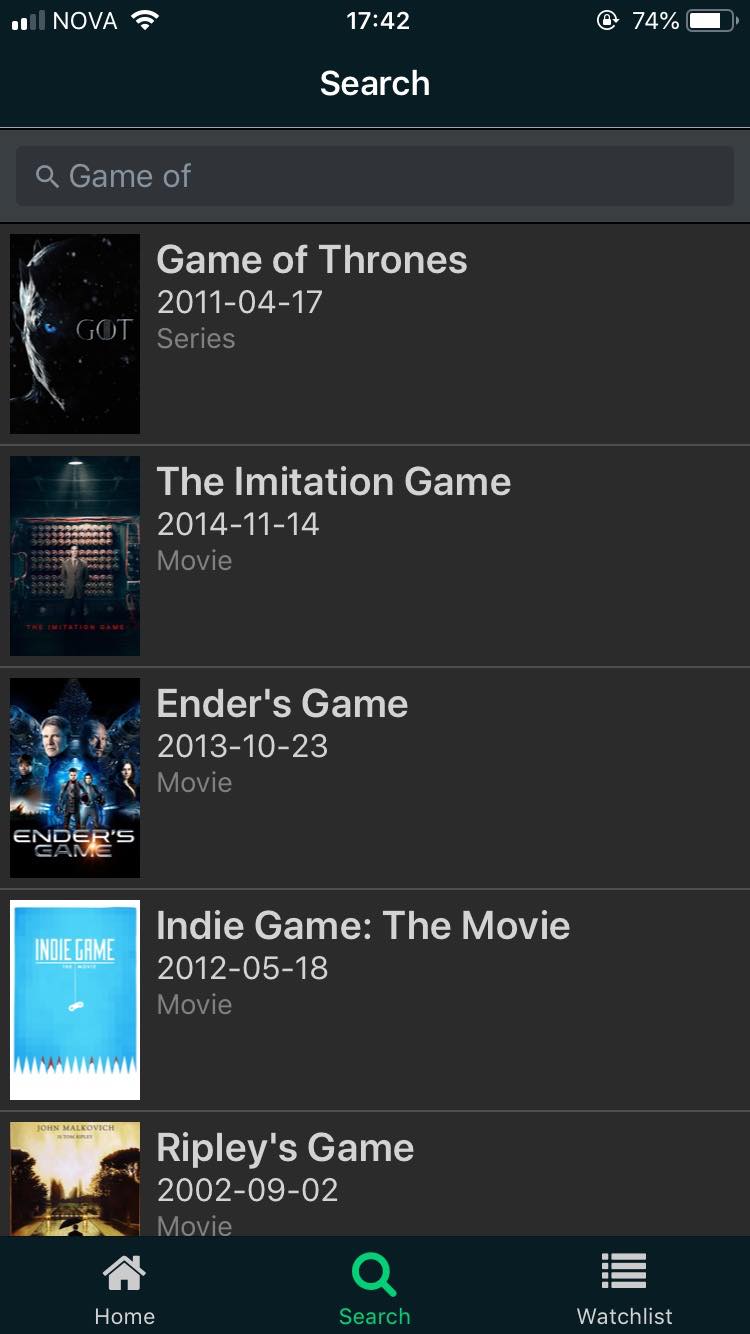 NOVA 17:42 74%
Search
Game of
GOT
Game of Thrones
2011-04-17
Series
THE IMITATION GAME
The Imitation Game
2014-11-14
Movie
ENDER'S
GAME
Ender's Game
2013-10-23
Movie
INDIE GAME
THE MOVIE
Indie Game: The Movie
2012-05-18
Movie
JOHN MALKOVICH
IS TOM RIPLEY
Ripley's Game
2002-09-02
Movie
Home Search Watchlist